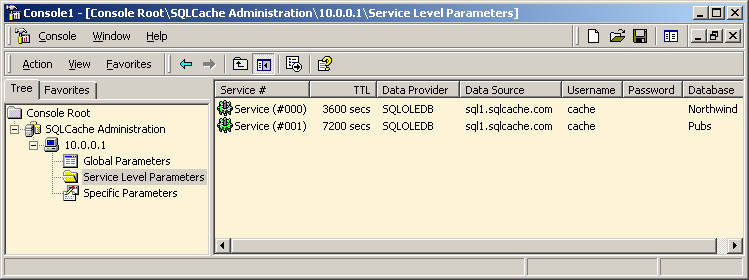 Console1 - [Console Root\SQLCache Administration\10.0.0.1\Service Level Parameters]
Console Window Help
Action View Favorites
Tree Favorites
Console Root
SQLCache Administration
10.0.0.1
Global Parameters
Service Level Parameters
Specific Parameters
Service # TTL Data Provider Data Source Username Password Database
Service (#000) 3600 secs SQLOLEDB sql1.sqlcache.com cache Northwind
Service (#001) 7200 secs SQLOLEDB sql1.sqlcache.com cache Pubs